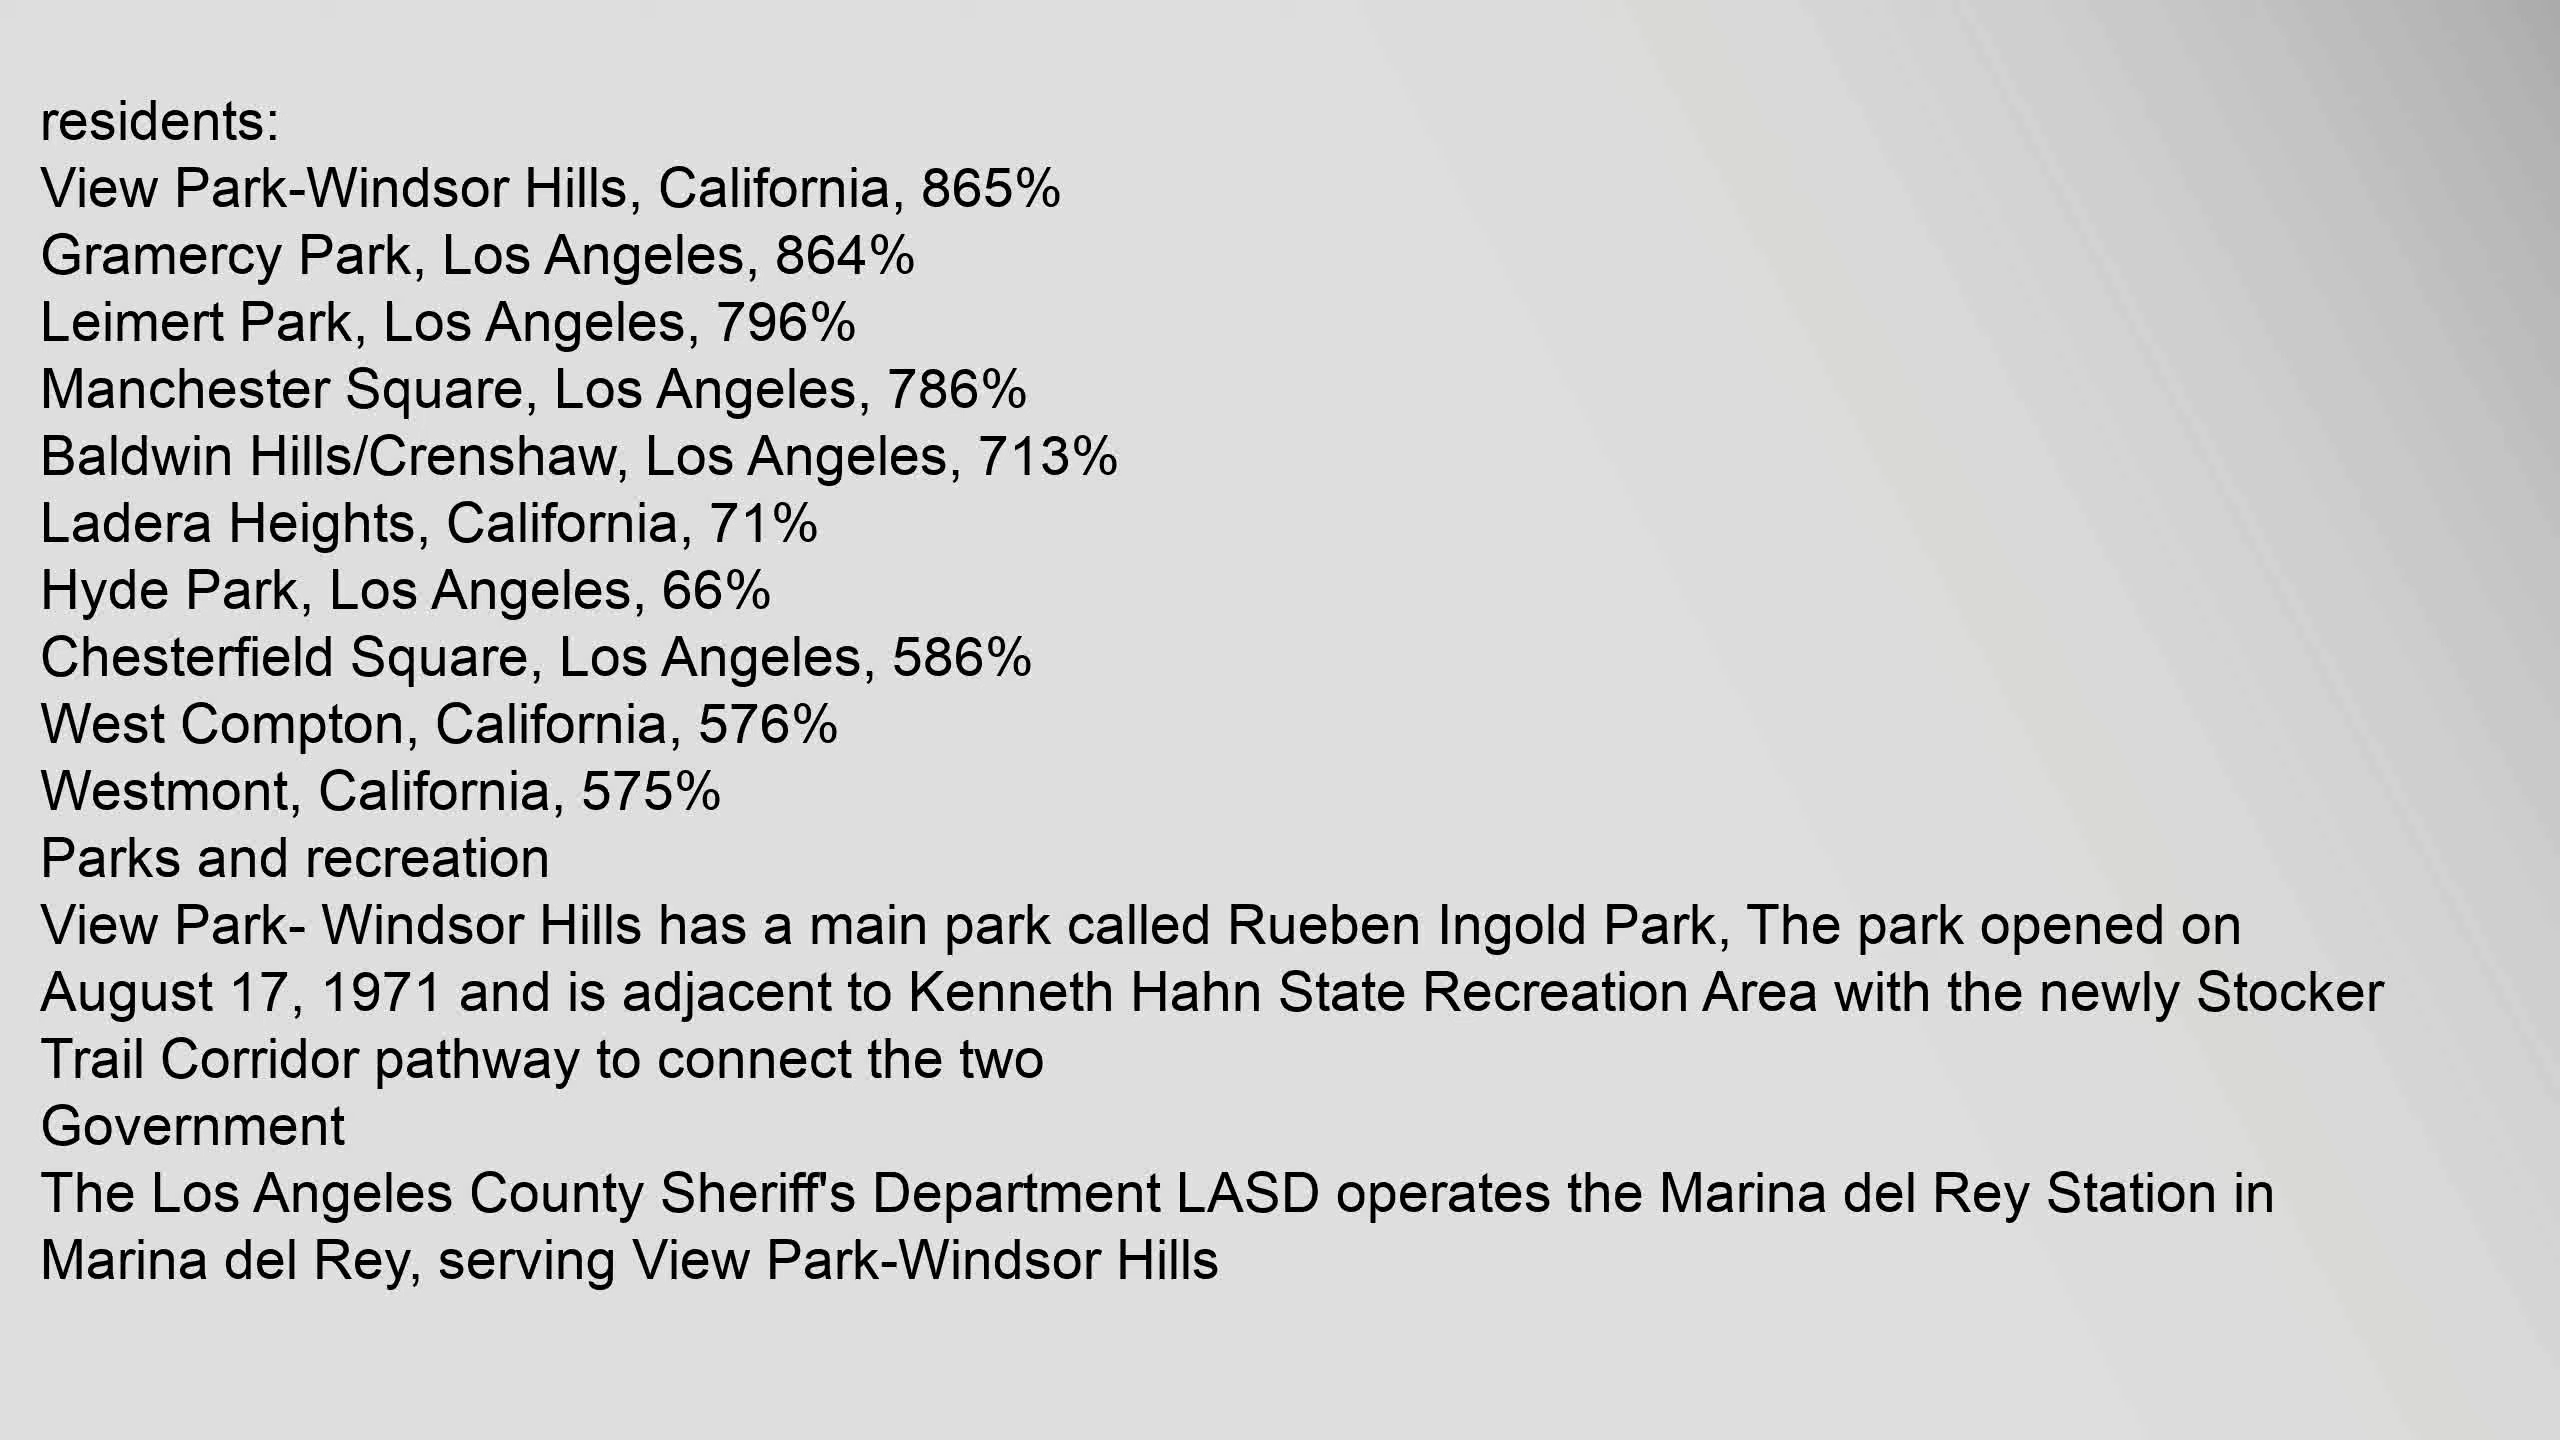 residents:
View Park-Windsor Hills, California, 865%
Gramercy Park, Los Angeles, 864%
Leimert Park, Los Angeles, 796%
Manchester Square, Los Angeles, 786%
Baldwin Hills/Crenshaw, Los Angeles, 713%
Ladera Heights, California, 71%
Hyde Park, Los Angeles, 66%
Chesterfield Square, Los Angeles, 586%
West Compton, California, 576%
Westmont, California, 575%
Parks and recreation
View Park- Windsor Hills has a main park called Rueben Ingold Park, The park opened on
August 17, 1971 and is adjacent to Kenneth Hahn State Recreation Area with the newly Stocker
Trail Corridor pathway to connect the two
Government
The Los Angeles County Sheriff's Department LASD operates the Marina del Rey Station in
Marina del Rey, serving View Park-Windsor Hills